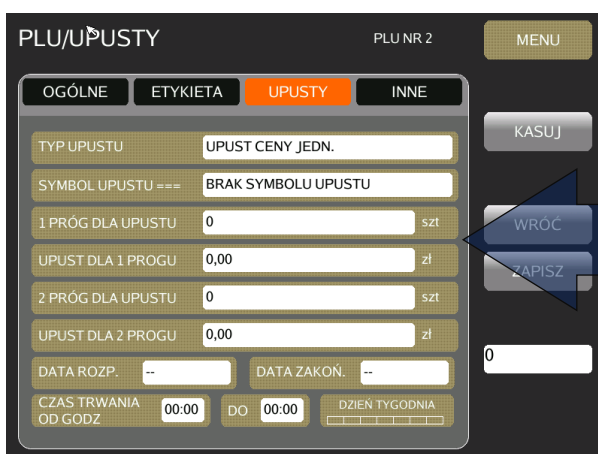 PLU/UPUSTY PLU NR 2 MENU
OGÓLNE ETYKIETA UPUSTY INNE
KASUJ
TYP UPUSTU UPUST CENY JEDN.
SYMBOL UPUSTU === BRAK SYMBOLU UPUSTU
1 PRÓG DLA UPUSTU 0 szt WRÓĆ
UPUST DLA 1 PROGU 0,00 zł ZAPISZ
2 PRÓG DLA UPUSTU 0 szt
UPUST DLA 2 PROGU 0,00 zł
DATA ROZP. -- DATA ZAKOŃ. -- 0
CZAS TRWANIA
OD GODZ 00:00 DO 00:00 DZIEŃ TYGODNIA